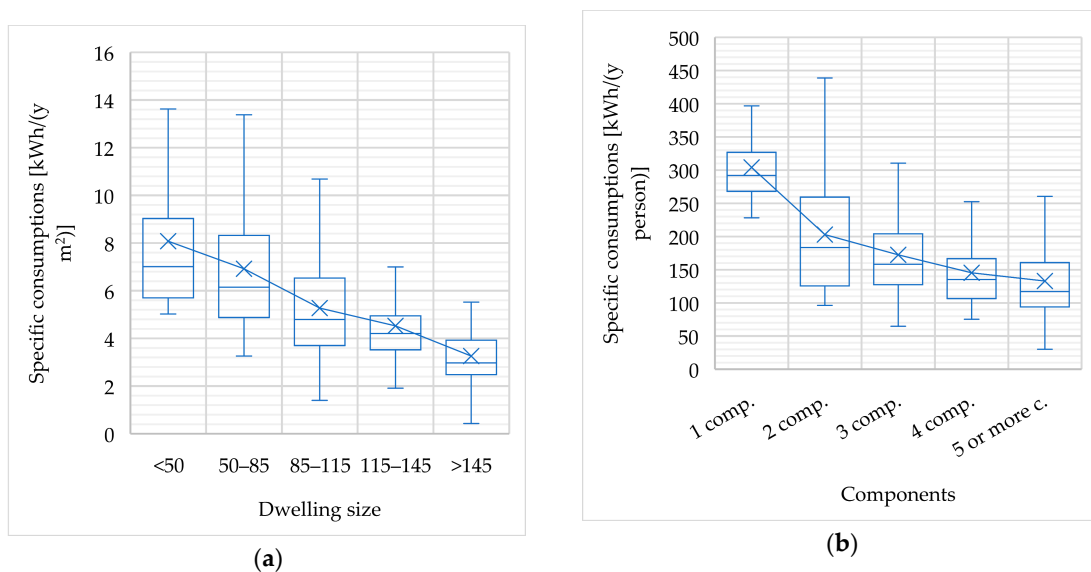 Specific consumptions [kWh/(y
m²)]
16
14
12
10
8
6
4
2
0
<50
50–85
85–115
115–145
>145
Dwelling size
(a)
Specific consumptions [kWh/(y
person)]
500
450
400
350
300
250
200
150
100
50
0
1 comp.
2 comp.
3 comp.
4 comp.
5 or more c.
Components
(b)